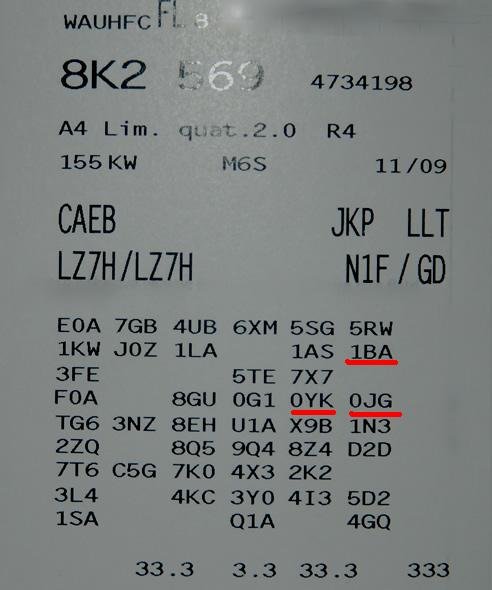 WAUHFC FL 8
8K2 569 4734198
A4 Lim. quat.2.0 R4
155 KW M6S 11/09
CAEB JKP LLT
LZ7H/LZ7H N1F / GD
E0A 7GB 4UB 6XM 5SG 5RW
1KW J0Z 1LA 1AS 1BA
3FE 5TE 7X7
F0A 8GU 0G1 0YK 0JG
TG6 3NZ 8EH U1A X9B 1N3
2ZQ 8Q5 9Q4 8Z4 D2D
7T6 C5G 7K0 4X3 2K2
3L4 4KC 3Y0 4I3 5D2
1SA Q1A 4GQ
33.3 3.3 33.3 333